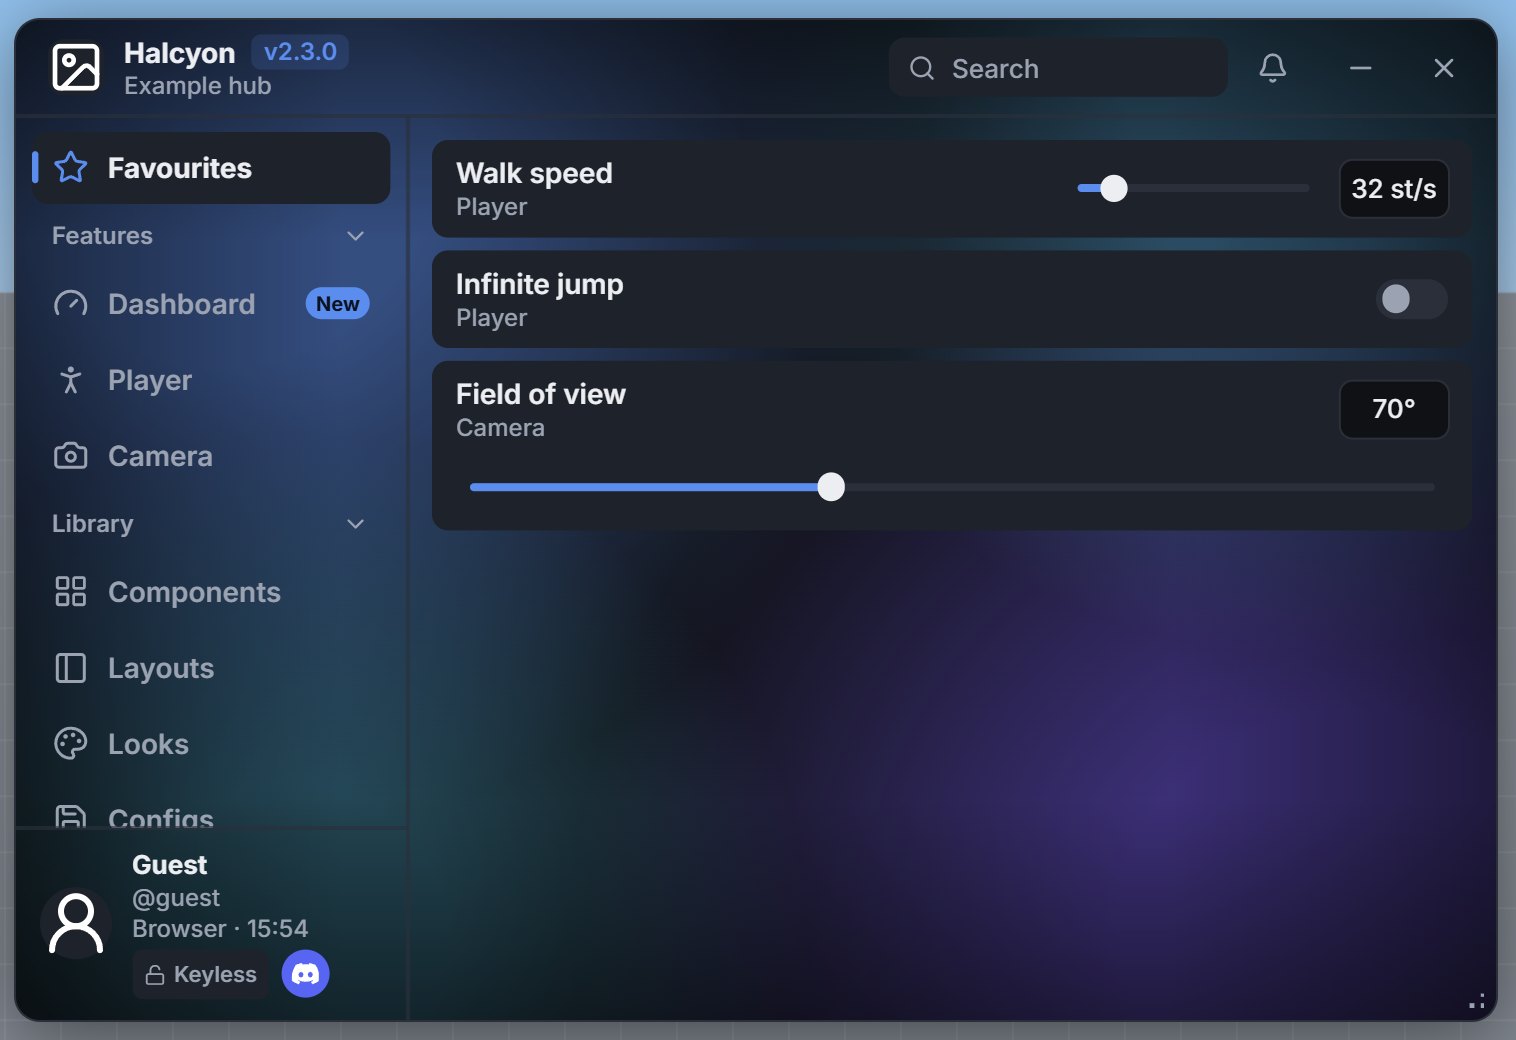 Halcyon v2.3.0
Example hub
Search
Favourites
Features
Dashboard New
Player
Camera
Library
Components
Layouts
Looks
Configs
Guest
@guest
Browser · 15:54
Keyless
Walk speed
Player
32 st/s
Infinite jump
Player
Field of view
Camera
70°